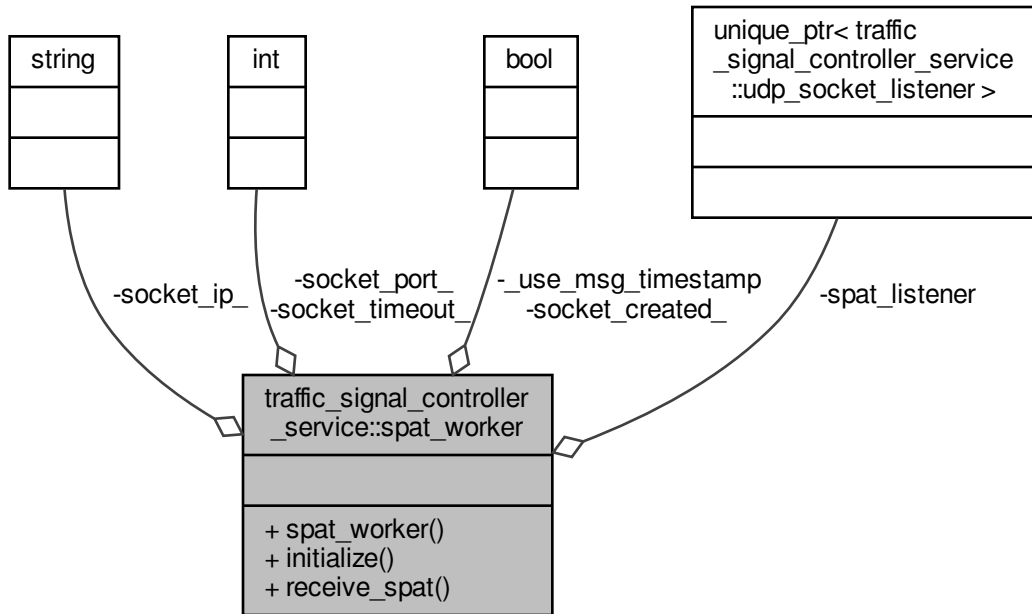 string
int
bool
unique_ptr< traffic
_signal_controller_service
::udp_socket_listener >
-socket_ip_
-socket_port_
-socket_timeout_
-_use_msg_timestamp
-socket_created_
-spat_listener
traffic_signal_controller
_service::spat_worker
+ spat_worker()
+ initialize()
+ receive_spat()